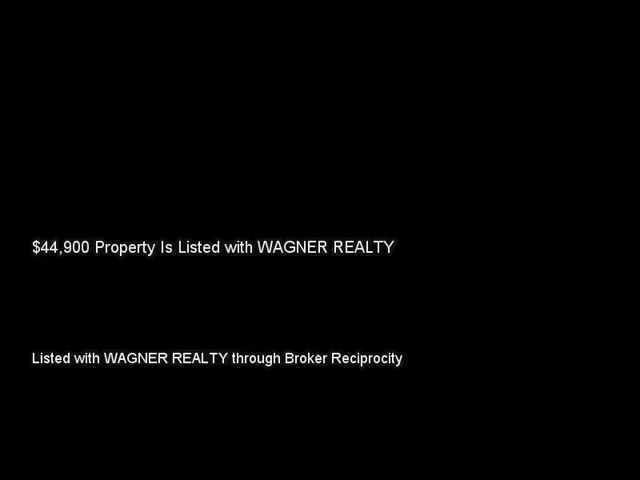 $44,900 Property Is Listed with WAGNER REALTY
Listed with WAGNER REALTY through Broker Reciprocity